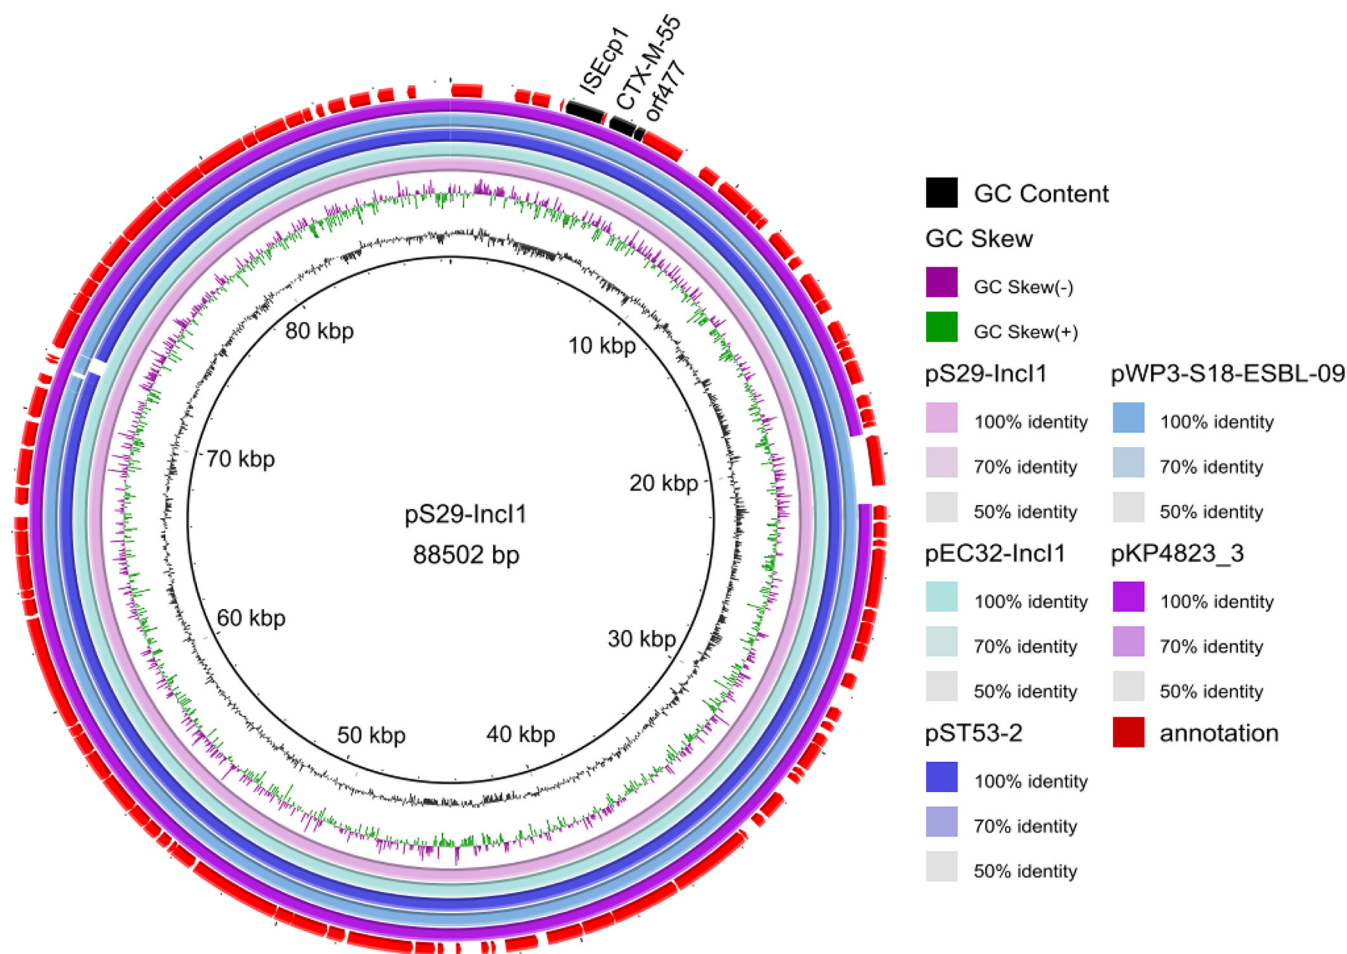 ISEcp1
CTX-M-55
orf477
10 kbp
20 kbp
30 kbp
40 kbp
50 kbp
60 kbp
70 kbp
80 kbp
pS29-IncI1
88502 bp
GC Content
GC Skew
GC Skew(-)
GC Skew(+)
pS29-IncI1
100% identity
70% identity
50% identity
pWP3-S18-ESBL-09
100% identity
70% identity
50% identity
pEC32-IncI1
100% identity
70% identity
50% identity
pKP4823_3
100% identity
70% identity
50% identity
pST53-2
100% identity
70% identity
50% identity
annotation